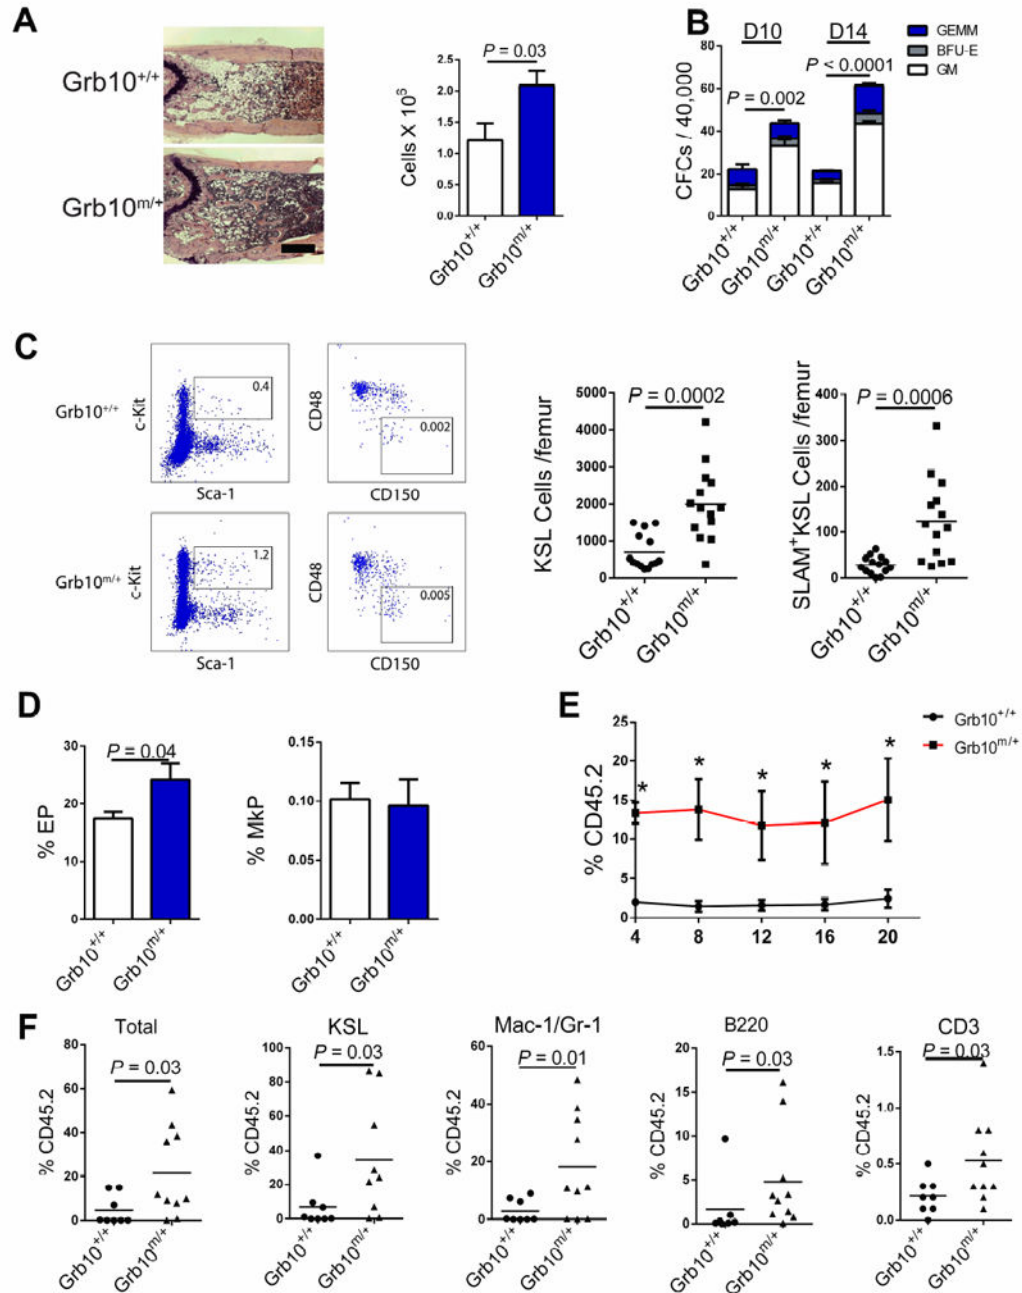 A
Grb10+/+
Grb10m/+
Cells X 10⁶
2.5
2.0
1.5
1.0
0.5
0.0
P = 0.03
Grb10+/+
Grb10m/+
B
CFCs / 40,000
80
60
40
20
0
D10
D14
P = 0.002
P < 0.0001
GEMM
BFU-E
GM
Grb10+/+
Grb10m/+
Grb10+/+
Grb10m/+
C
Grb10+/+
c-Kit
0.4
Sca-1
CD48
0.002
CD150
Grb10m/+
c-Kit
1.2
Sca-1
CD48
0.005
CD150
KSL Cells /femur
5000
4000
3000
2000
1000
0
P = 0.0002
Grb10+/+
Grb10m/+
SLAM+KSL Cells /femur
400
300
200
100
0
P = 0.0006
Grb10+/+
Grb10m/+
D
% EP
30
20
10
0
P = 0.04
Grb10+/+
Grb10m/+
% MkP
0.15
0.10
0.05
0.00
Grb10+/+
Grb10m/+
E
% CD45.2
25
20
15
10
5
0
* * * * *
4 8 12 16 20
Grb10+/+
Grb10m/+
F
Total
% CD45.2
80
60
40
20
0
P = 0.03
Grb10+/+
Grb10m/+
KSL
% CD45.2
100
80
60
40
20
0
P = 0.03
Grb10+/+
Grb10m/+
Mac-1/Gr-1
% CD45.2
60
40
20
0
P = 0.01
Grb10+/+
Grb10m/+
B220
% CD45.2
20
15
10
5
0
P = 0.03
Grb10+/+
Grb10m/+
CD3
% CD45.2
1.5
1.0
0.5
0.0
P = 0.03
Grb10+/+
Grb10m/+